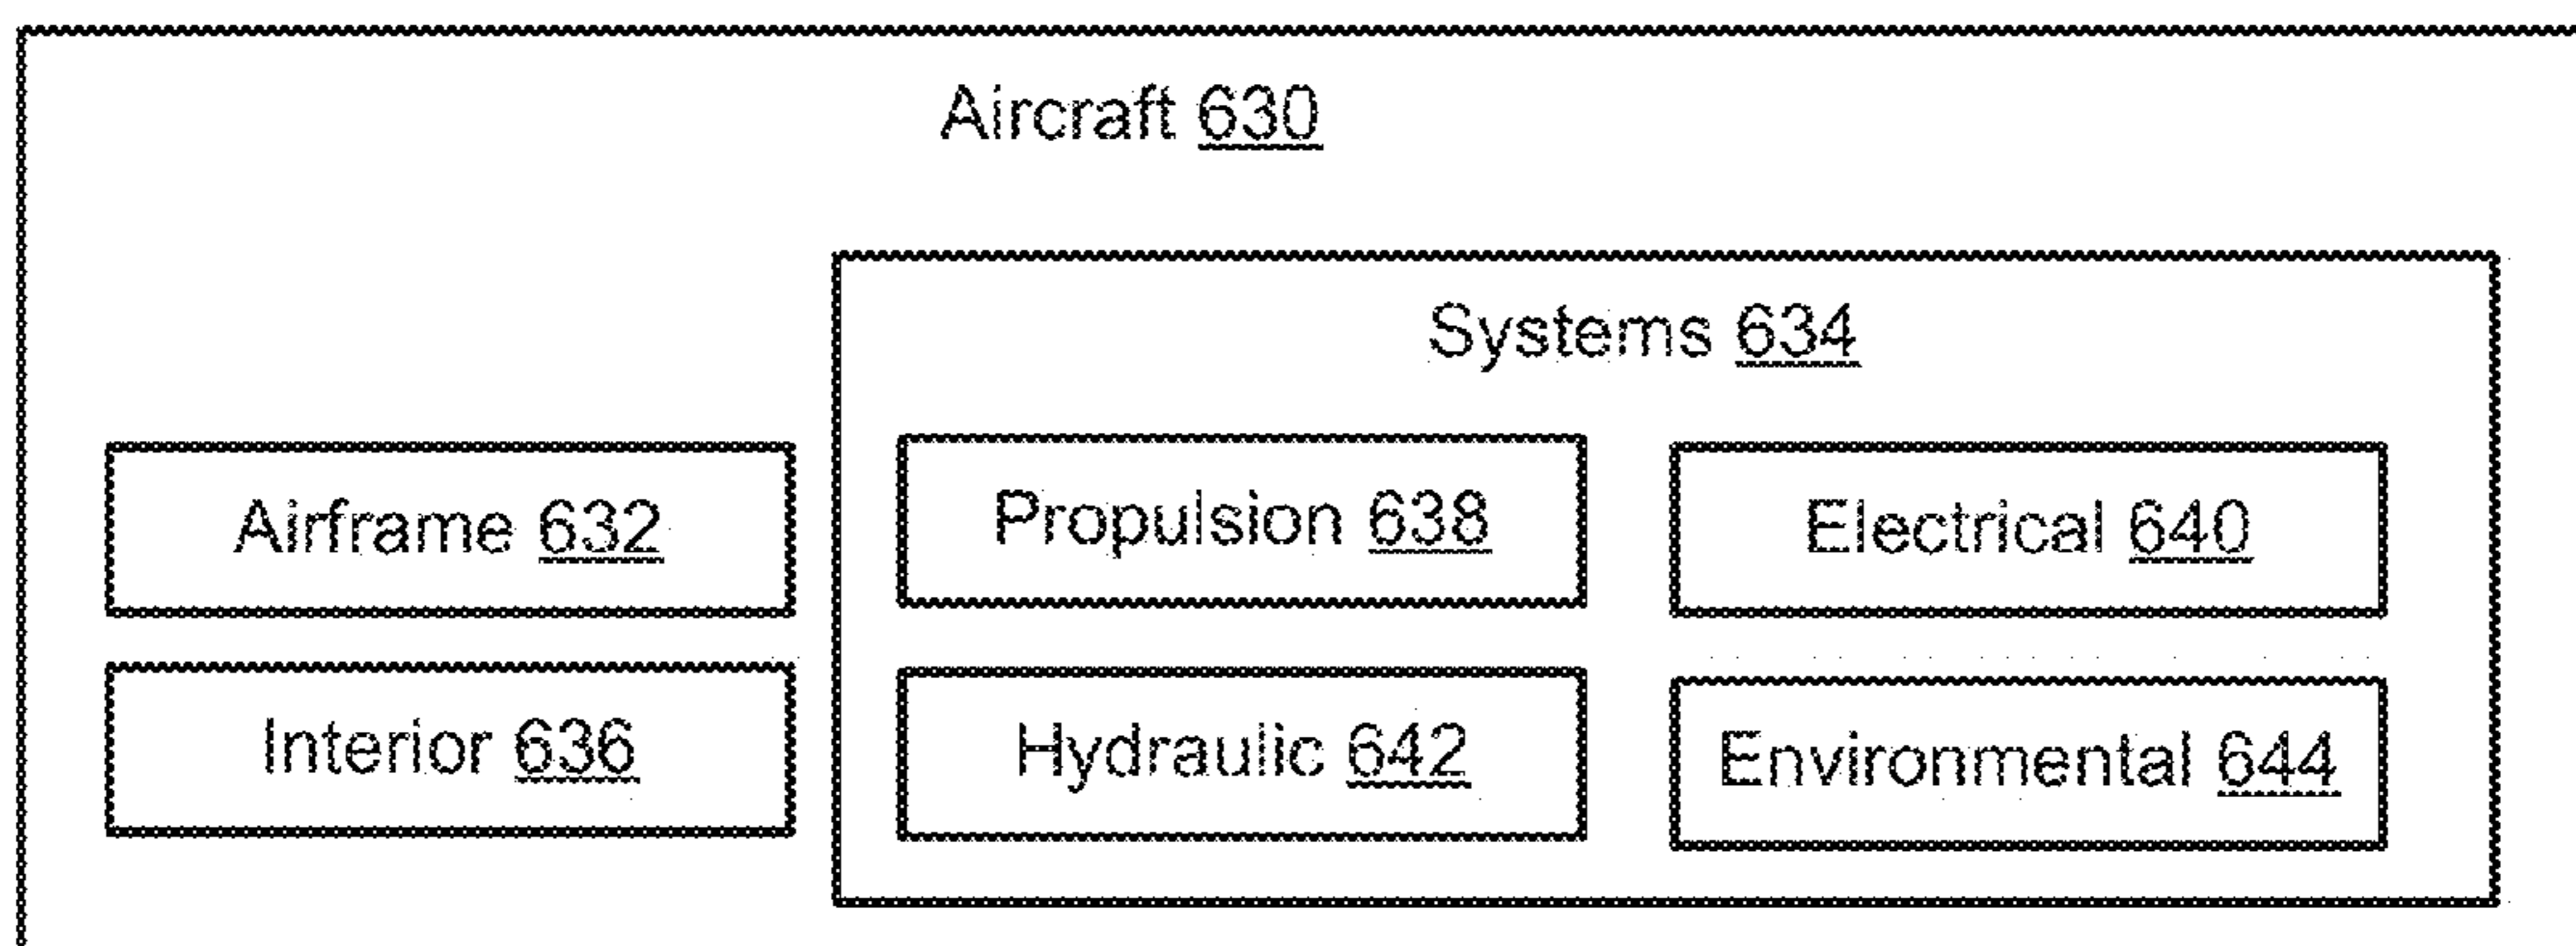 Aircraft 630
Systems 634
Airframe 632
Propulsion 638
Electrical 640
Interior 636
Hydraulic 642
Environmental 644